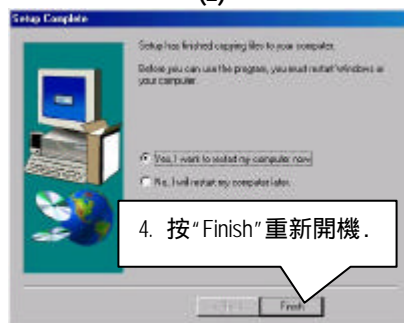 Setup Complete
Setup has finished copying files to your computer.
Before you can use the program, you must restart Windows or
your computer.
Yes, I want to restart my computer now.
No, I will restart my computer later.
4. 按“Finish”重新開機.
Finish